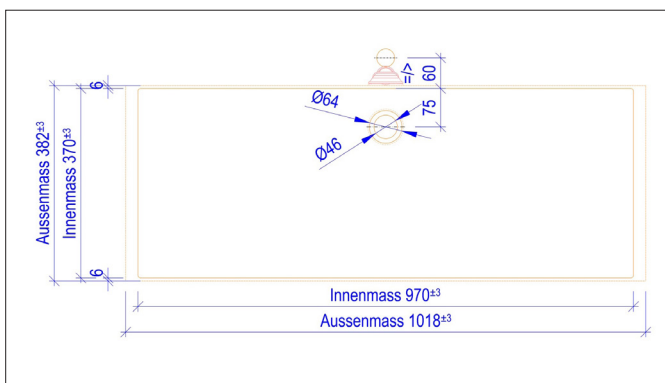 6
=/>
60
Ø64
75
Ø46
Aussenmass 382±3
Innenmass 370±3
6
Innenmass 970±3
Aussenmass 1018±3